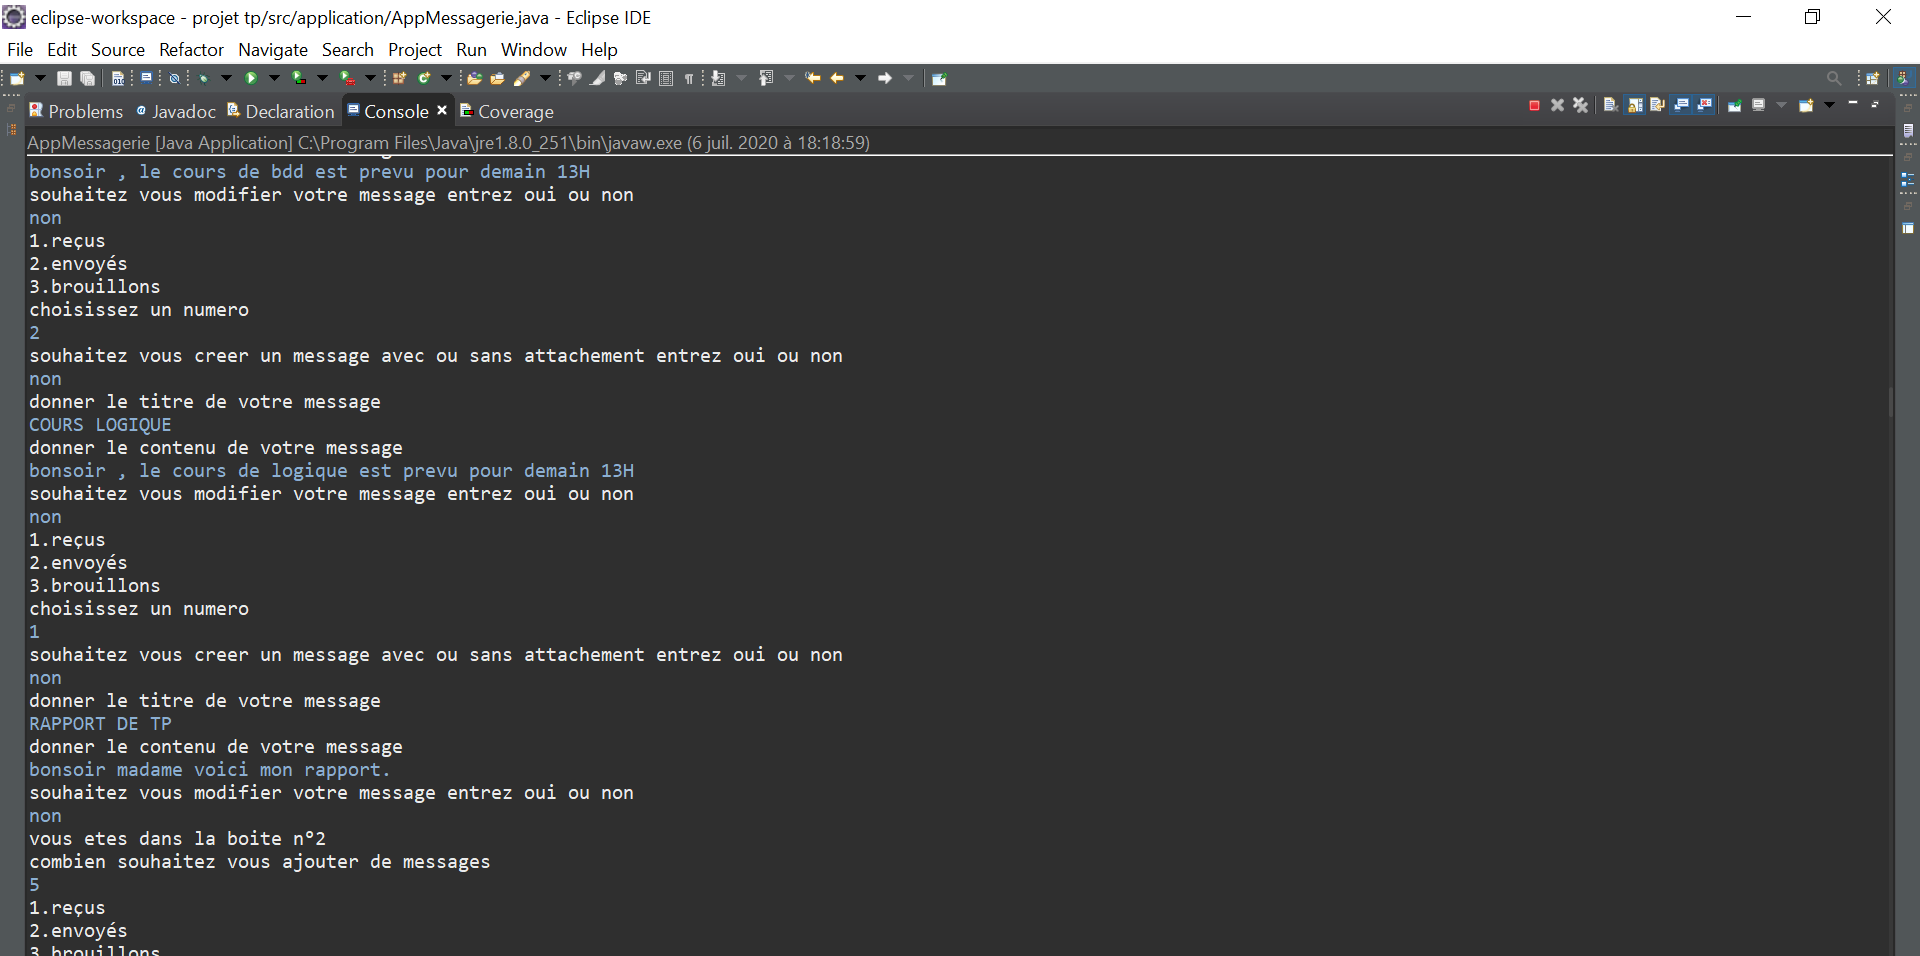 eclipse-workspace - projet tp/src/application/AppMessagerie.java - Eclipse IDE
File Edit Source Refactor Navigate Search Project Run Window Help
Problems Javadoc Declaration Console Coverage
AppMessagerie [Java Application] C:\Program Files\Java\jre1.8.0_251\bin\javaw.exe (6 juil. 2020 à 18:18:59)
bonsoir , le cours de bdd est prevu pour demain 13H
souhaitez vous modifier votre message entrez oui ou non
non
1.reçus
2.envoyés
3.brouillons
choisissez un numero
2
souhaitez vous creer un message avec ou sans attachement entrez oui ou non
non
donner le titre de votre message
COURS LOGIQUE
donner le contenu de votre message
bonsoir , le cours de logique est prevu pour demain 13H
souhaitez vous modifier votre message entrez oui ou non
non
1.reçus
2.envoyés
3.brouillons
choisissez un numero
1
souhaitez vous creer un message avec ou sans attachement entrez oui ou non
non
donner le titre de votre message
RAPPORT DE TP
donner le contenu de votre message
bonsoir madame voici mon rapport.
souhaitez vous modifier votre message entrez oui ou non
non
vous etes dans la boite n°2
combien souhaitez vous ajouter de messages
5
1.reçus
2.envoyés
3.brouillons